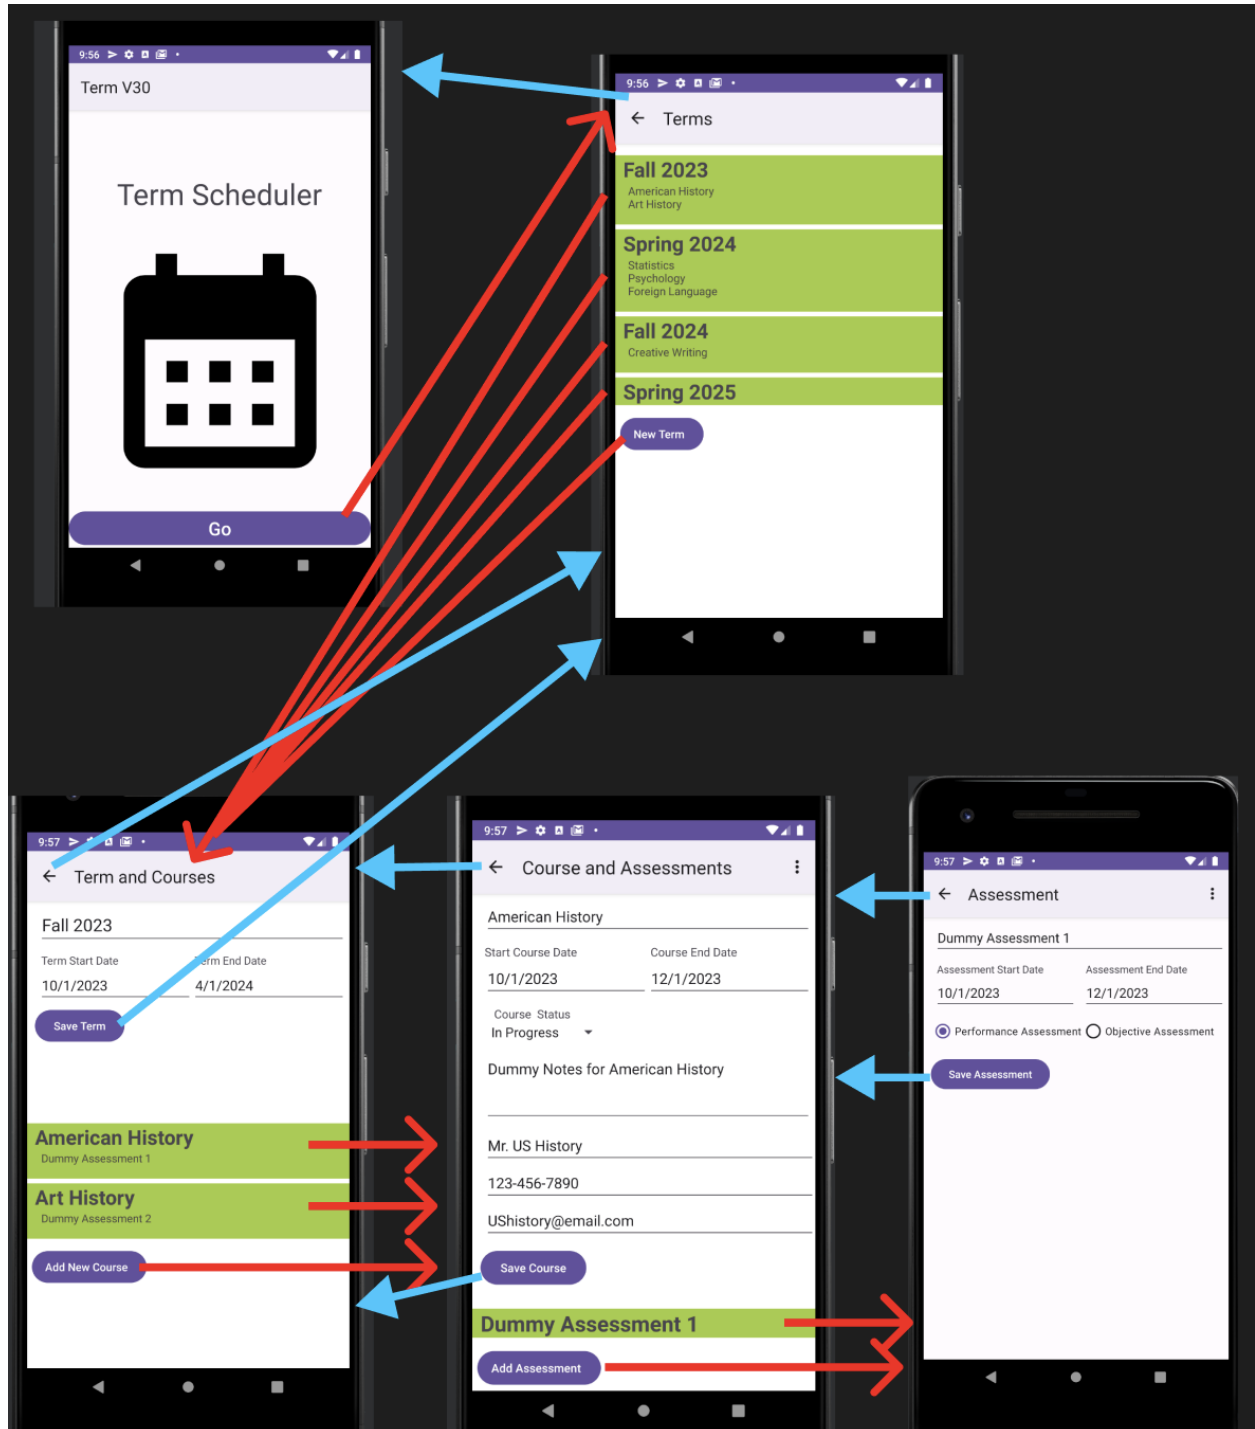 9:56
Term V30
Term Scheduler
Go
9:56
Terms
Fall 2023
American History
Art History
Spring 2024
Statistics
Psychology
Foreign Language
Fall 2024
Creative Writing
Spring 2025
New Term
9:57
Term and Courses
Fall 2023
Term Start Date
Term End Date
10/1/2023
4/1/2024
Save Term
American History
Dummy Assessment 1
Art History
Dummy Assessment 2
Add New Course
9:57
Course and Assessments
American History
Start Course Date
Course End Date
10/1/2023
12/1/2023
Course Status
In Progress
Dummy Notes for American History
Mr. US History
123-456-7890
UShistory@email.com
Save Course
Dummy Assessment 1
Add Assessment
9:57
Assessment
Dummy Assessment 1
Assessment Start Date
Assessment End Date
10/1/2023
12/1/2023
Performance Assessment
Objective Assessment
Save Assessment